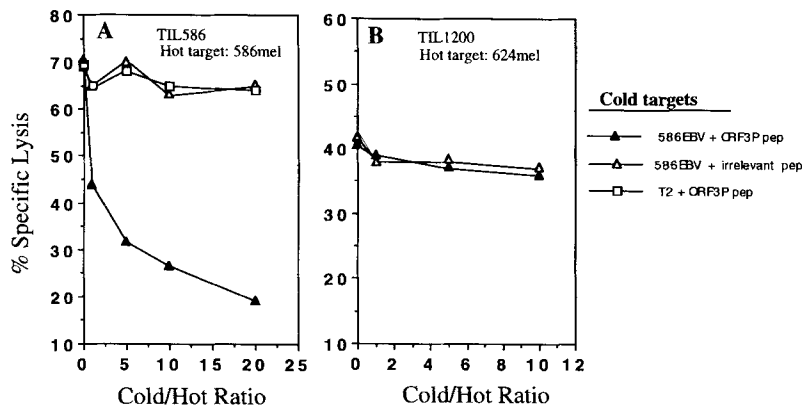 A
TIL586
Hot target: 586mel
80
70
60
50
40
30
20
10
% Specific Lysis
0 5 10 15 20 25
Cold/Hot Ratio
B
TIL1200
Hot target: 624mel
60
50
40
30
20
10
0 2 4 6 8 10 12
Cold/Hot Ratio
Cold targets
586EBV + ORF3P pep
586EBV + irrelevant pep
T2 + ORF3P pep